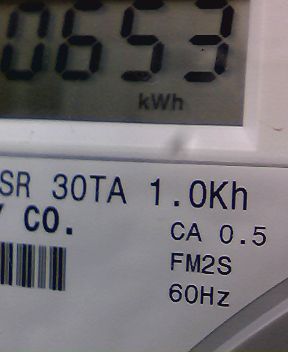 0653
kWh
SR 30TA 1.0Kh
Y CO.
CA 0.5
FM2S
60Hz